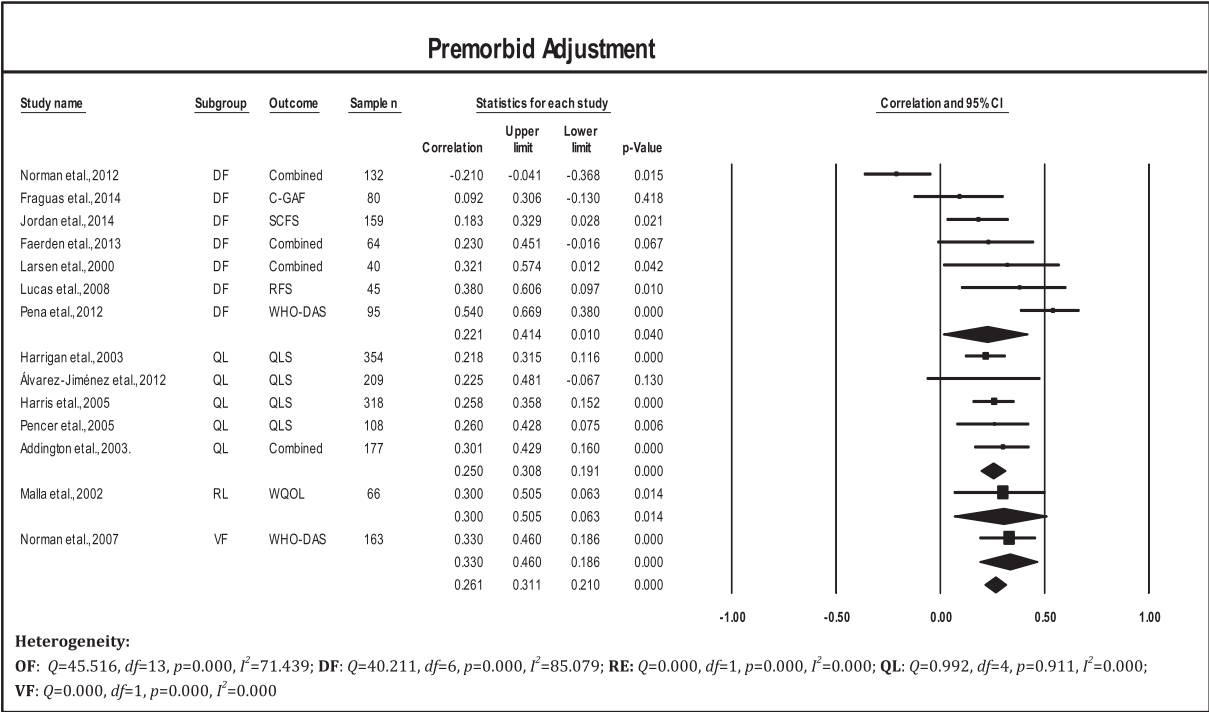 Premorbid Adjustment
Study name Subgroup Outcome Sample n Statistics for each study Correlation and 95% CI
Upper Lower
Correlation limit limit p-Value
Norman etal.,2012 DF Combined 132 -0.210 -0.041 -0.368 0.015
Fraguas etal.,2014 DF C-GAF 80 0.092 0.306 -0.130 0.418
Jordan etal.,2014 DF SCFS 159 0.183 0.329 0.028 0.021
Faerden etal.,2013 DF Combined 64 0.230 0.451 -0.016 0.067
Larsen etal.,2000 DF Combined 40 0.321 0.574 0.012 0.042
Lucas etal.,2008 DF RFS 45 0.380 0.606 0.097 0.010
Pena etal.,2012 DF WHO-DAS 95 0.540 0.669 0.380 0.000
0.221 0.414 0.010 0.040
Harrigan etal.,2003 QL QLS 354 0.218 0.315 0.116 0.000
Álvarez-Jiménez etal.,2012 QL QLS 209 0.225 0.481 -0.067 0.130
Harris etal.,2005 QL QLS 318 0.258 0.358 0.152 0.000
Pencer etal.,2005 QL QLS 108 0.260 0.428 0.075 0.006
Addington etal.,2003. QL Combined 177 0.301 0.429 0.160 0.000
0.250 0.308 0.191 0.000
Malla etal.,2002 RL WQOL 66 0.300 0.505 0.063 0.014
0.300 0.505 0.063 0.014
Norman etal.,2007 VF WHO-DAS 163 0.330 0.460 0.186 0.000
0.330 0.460 0.186 0.000
0.261 0.311 0.210 0.000
-1.00 0.00 0.50 1.00
Heterogeneity:
OF: Q=45.516, df=13, p=0.000, I²=71.439; DF: Q=40.211, df=6, p=0.000, I²=85.079; RE: Q=0.000, df=1, p=0.000, I²=0.000; QL: Q=0.992, df=4, p=0.911, I²=0.000;
VF: Q=0.000, df=1, p=0.000, I²=0.000